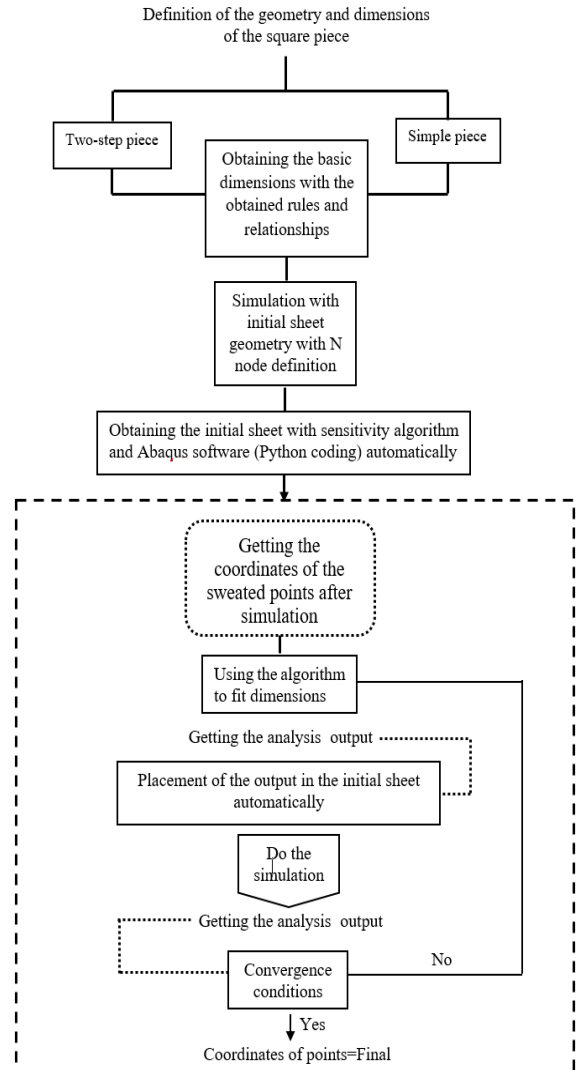 Definition of the geometry and dimensions
of the square piece
Two-step piece
Simple piece
Obtaining the basic
dimensions with the
obtained rules and
relationships
Simulation with
initial sheet
geometry with N
node definition
Obtaining the initial sheet with sensitivity algorithm
and Abaqus software (Python coding) automatically
Getting the
coordinates of the
sweated points after
simulation
Using the algorithm
to fit dimensions
Getting the analysis output
Placement of the output in the initial sheet
automatically
Do the
simulation
Getting the analysis output
Convergence
conditions
No
Yes
Coordinates of points=Final